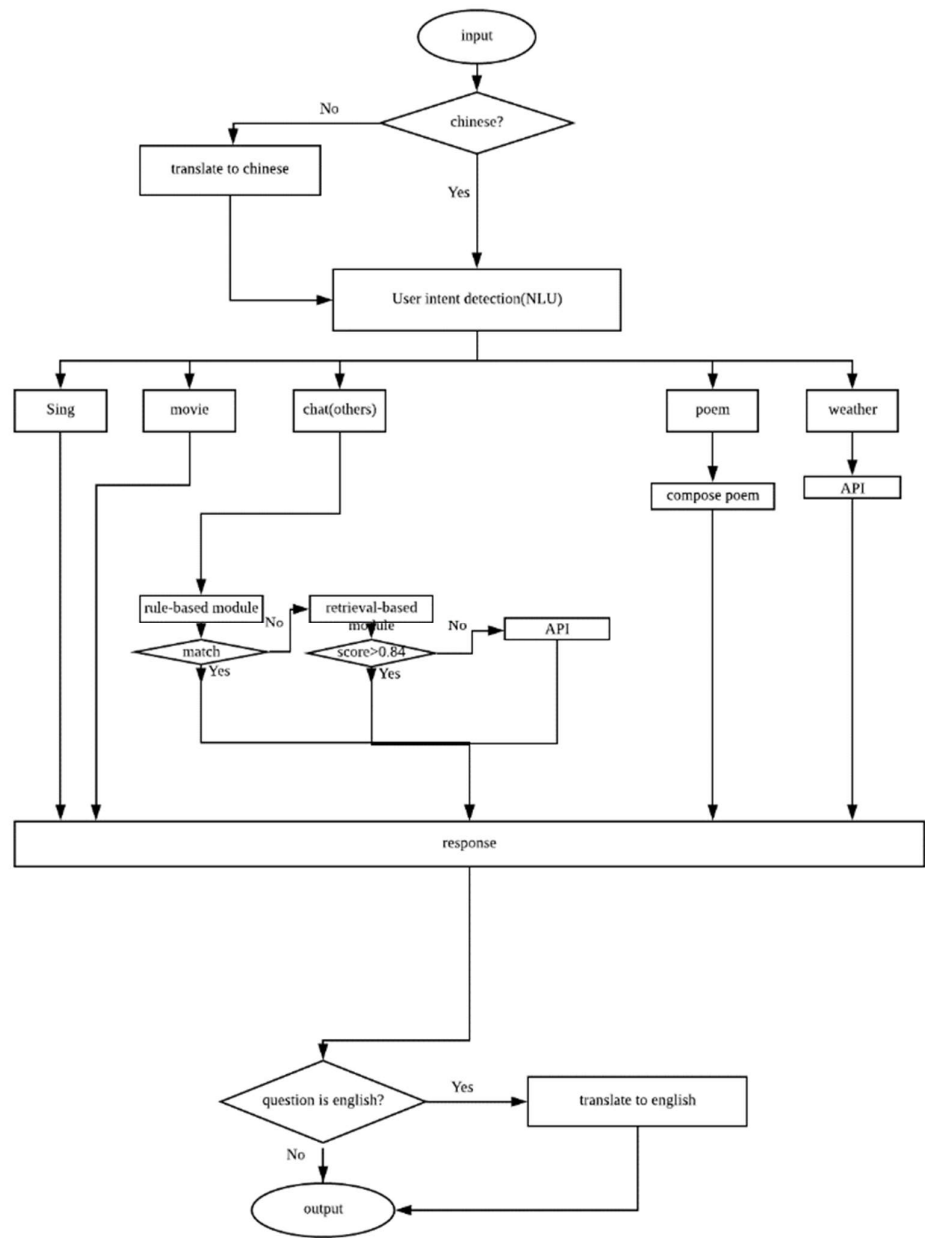 input
No
chinese?
translate to chinese
Yes
User intent detection(NLU)
Sing
movie
chat(others)
poem
weather
compose poem
API
rule-based module
retrieval-based
module
No
No
API
match
score>0.84
Yes
Yes
response
question is english?
Yes
translate to english
No
output